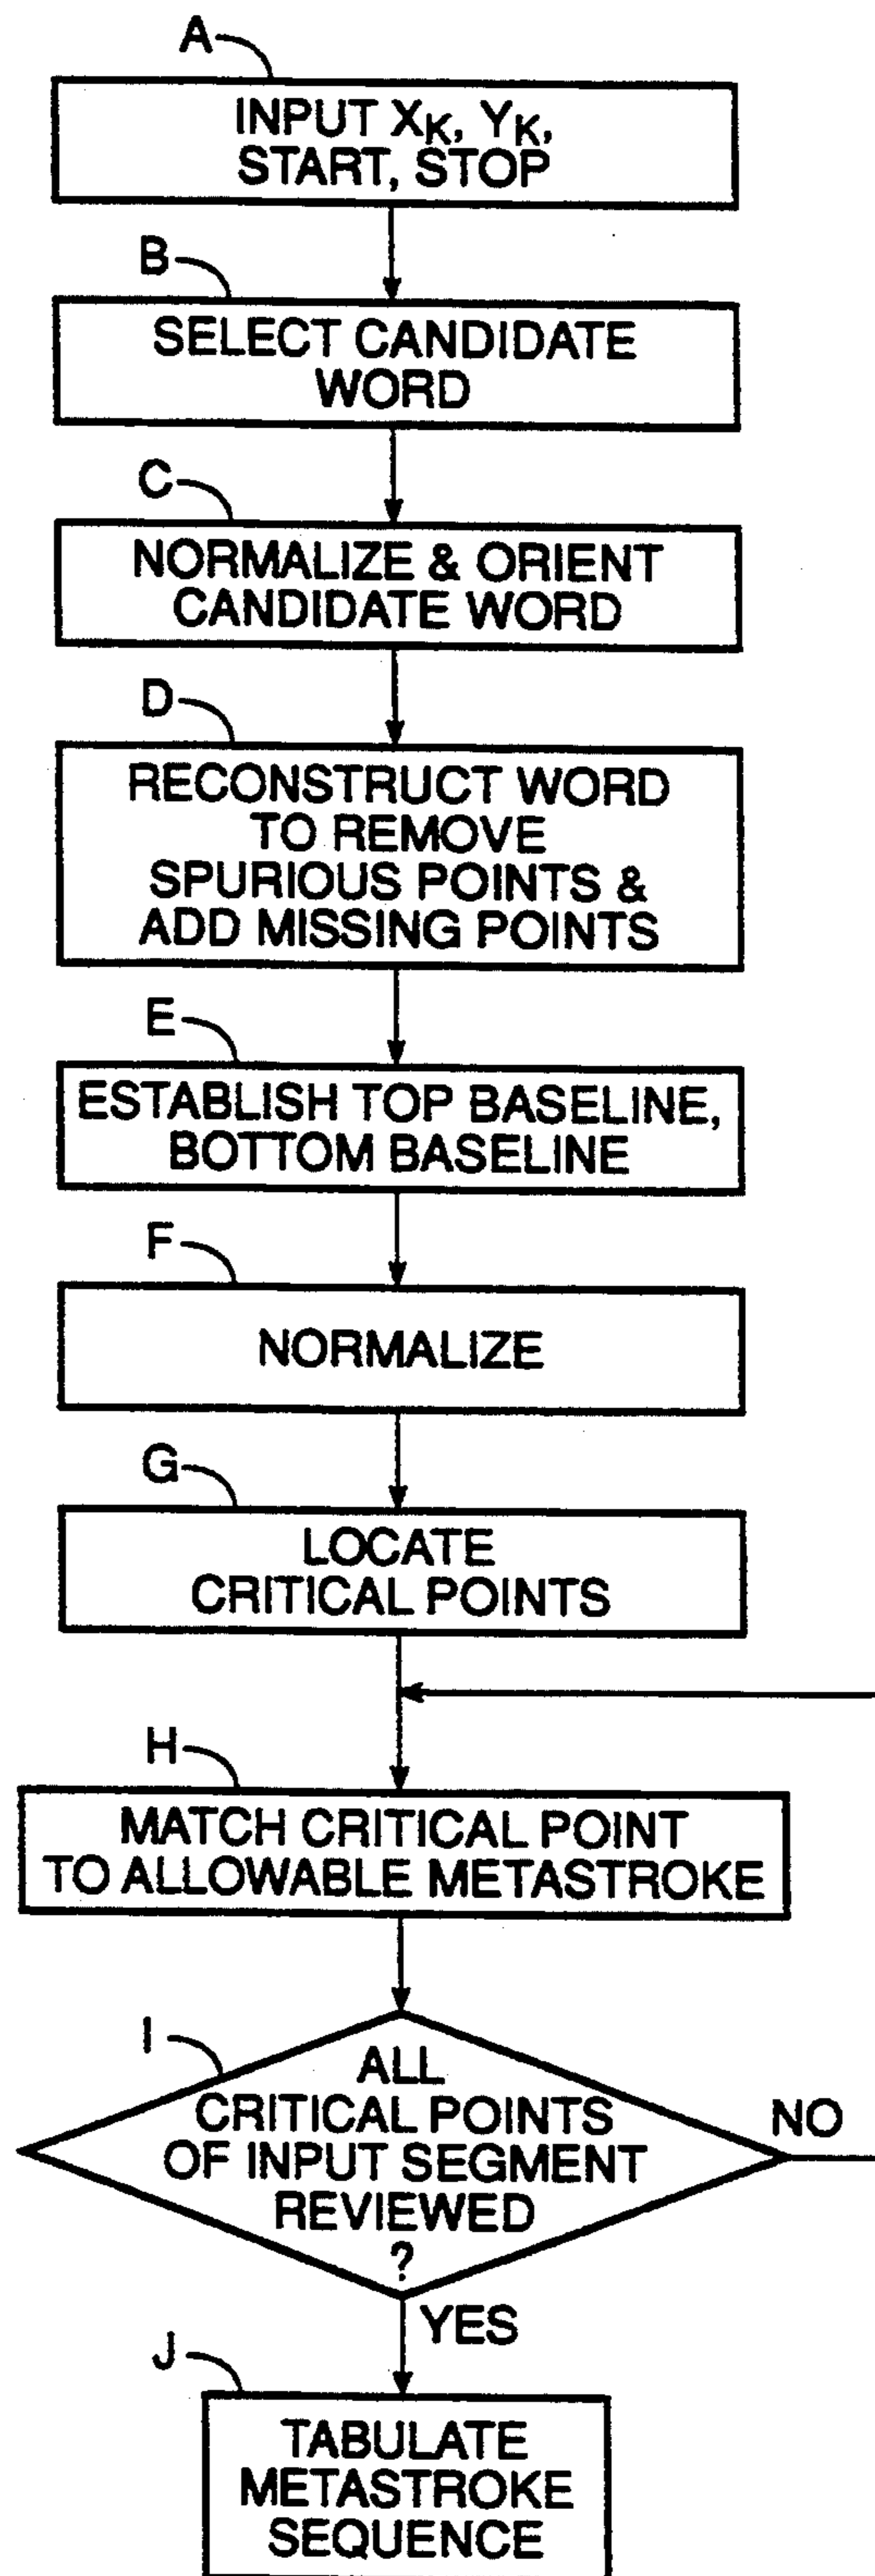 A
INPUT XK, YK,
START, STOP
B
SELECT CANDIDATE
WORD
C
NORMALIZE & ORIENT
CANDIDATE WORD
D
RECONSTRUCT WORD
TO REMOVE
SPURIOUS POINTS &
ADD MISSING POINTS
E
ESTABLISH TOP BASELINE,
BOTTOM BASELINE
F
NORMALIZE
G
LOCATE
CRITICAL POINTS
H
MATCH CRITICAL POINT
TO ALLOWABLE METASTROKE
I
ALL
CRITICAL POINTS
OF INPUT SEGMENT
REVIEWED
?
NO
YES
J
TABULATE
METASTROKE
SEQUENCE